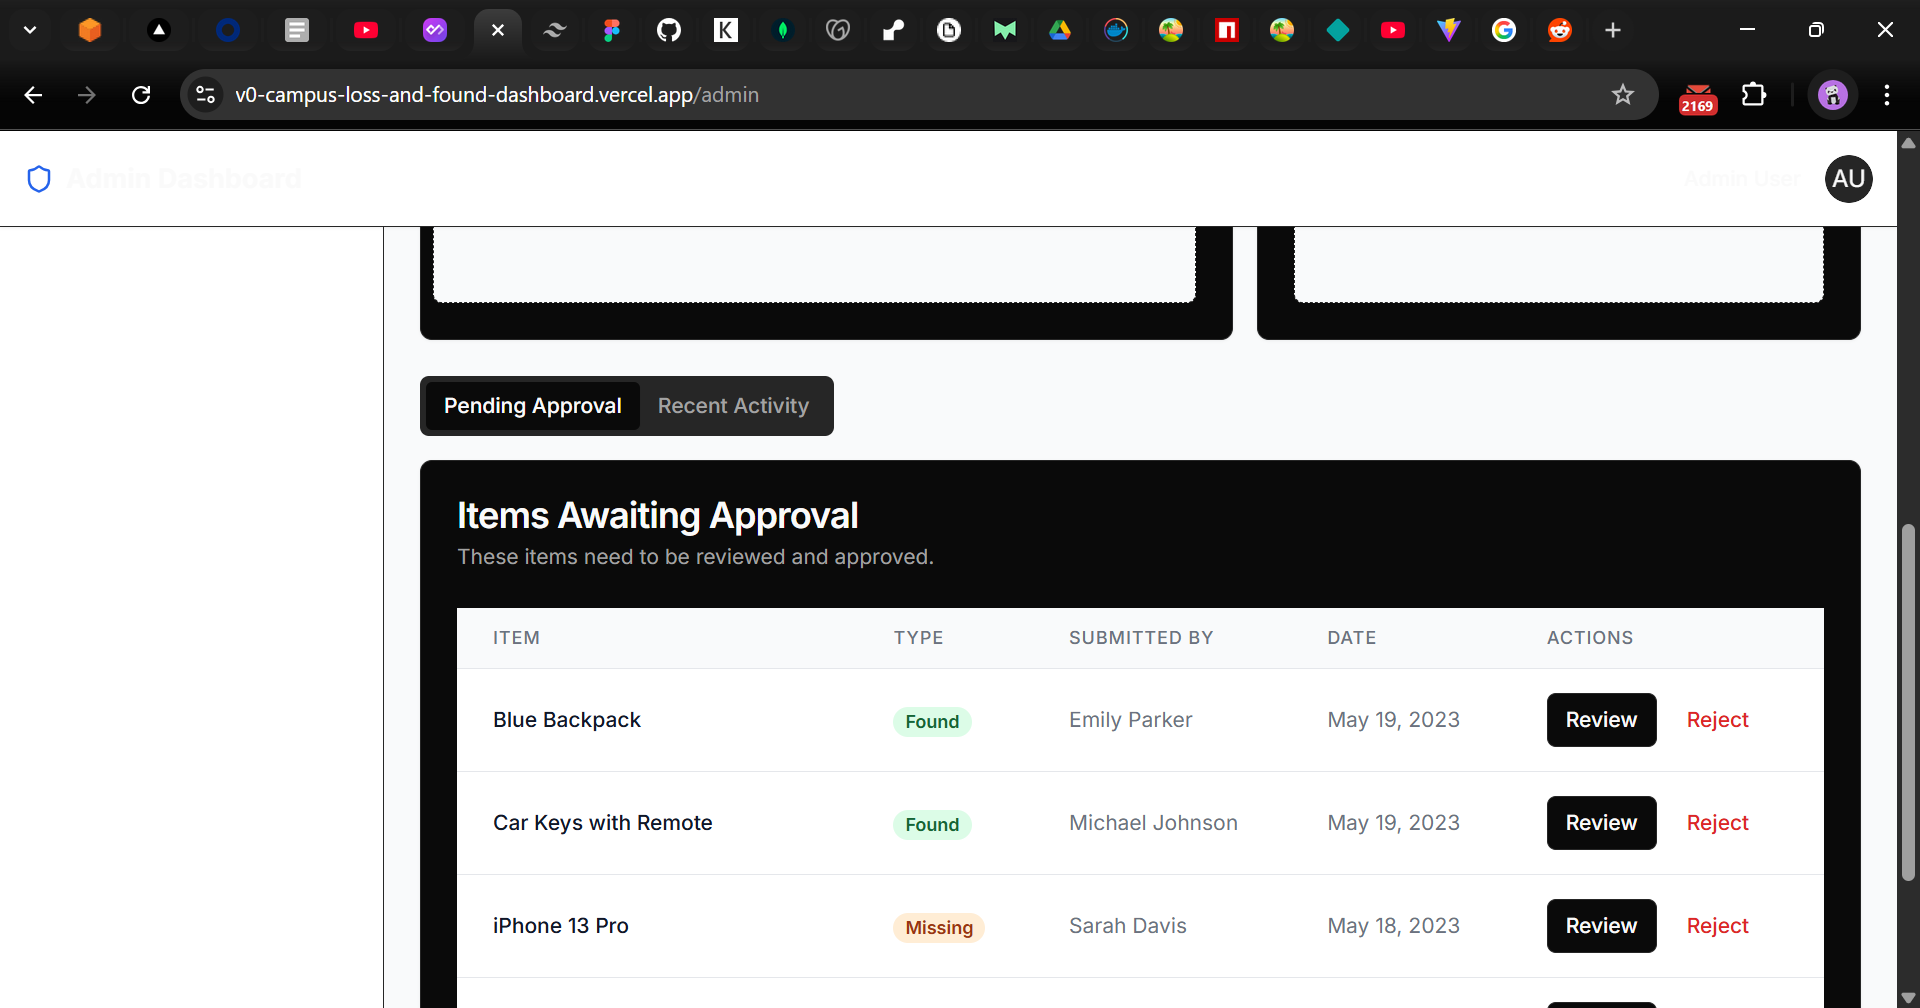 v0-campus-loss-and-found-dashboard.vercel.app/admin
2169
Admin Dashboard
Admin User
AU
Pending Approval
Recent Activity
Items Awaiting Approval
These items need to be reviewed and approved.
ITEM TYPE SUBMITTED BY DATE ACTIONS
Blue Backpack Found Emily Parker May 19, 2023 Review Reject
Car Keys with Remote Found Michael Johnson May 19, 2023 Review Reject
iPhone 13 Pro Missing Sarah Davis May 18, 2023 Review Reject